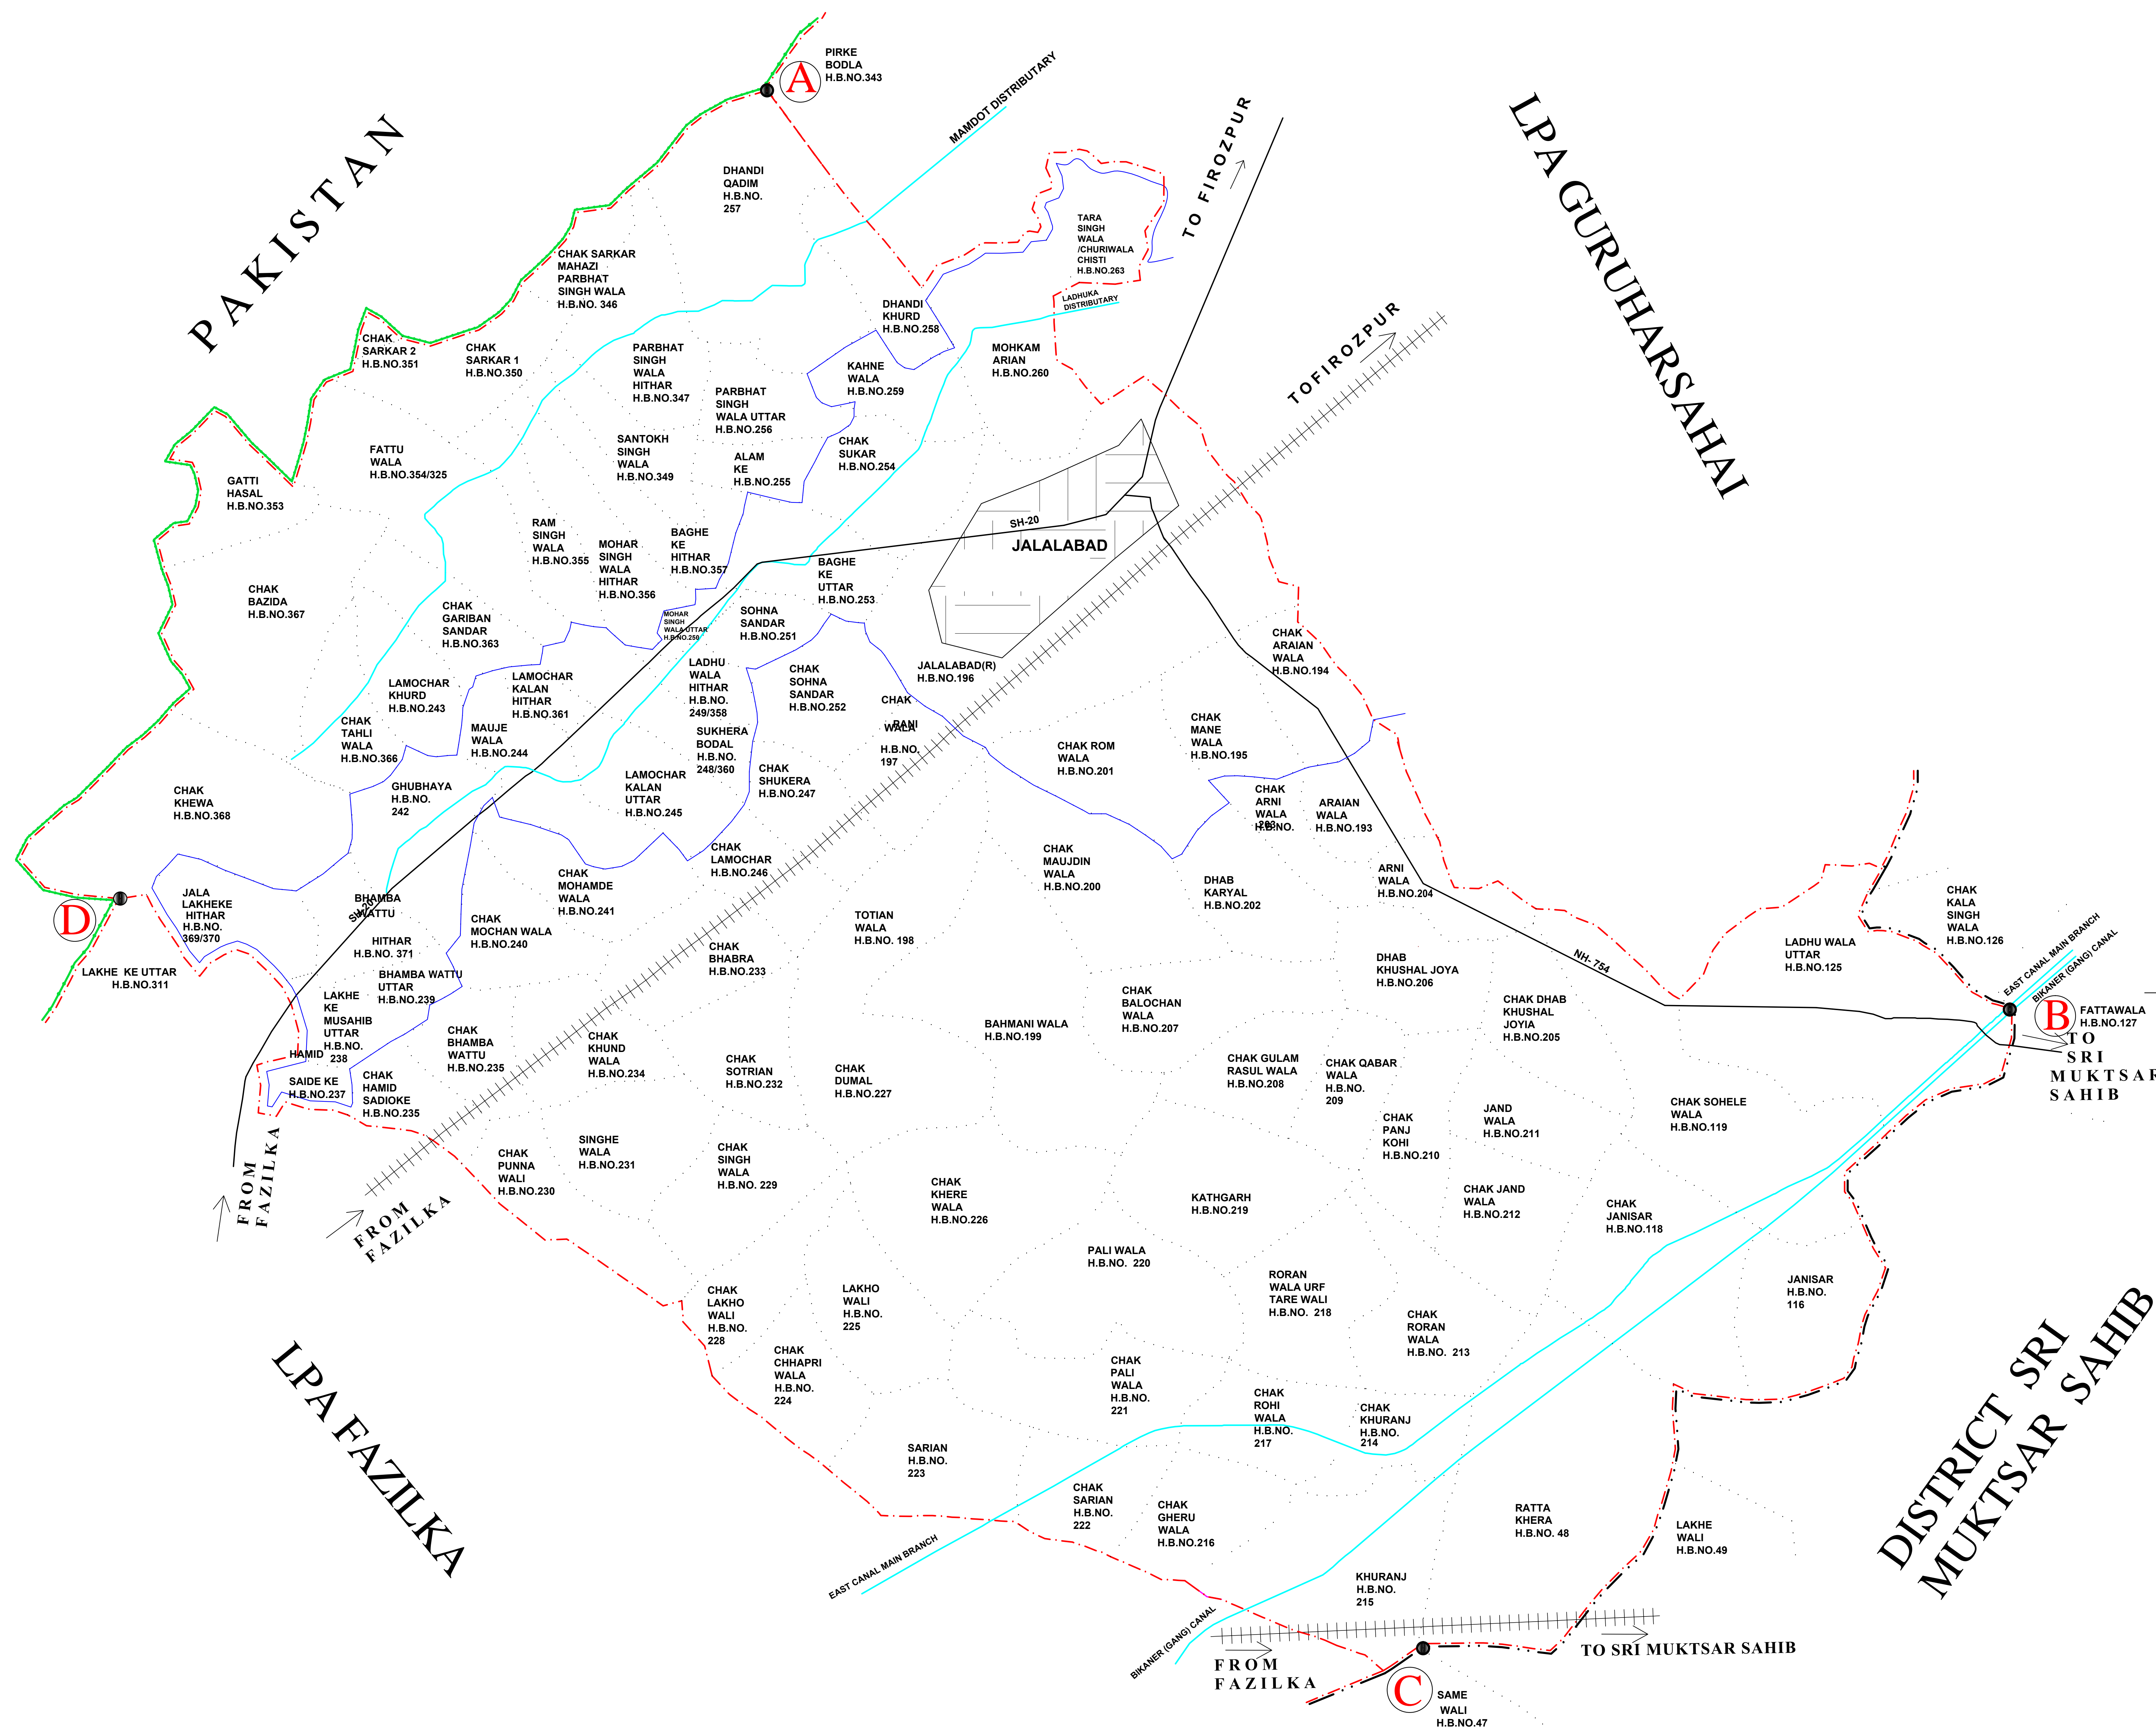 PIRKE
BODLA
H.B.NO.343
A
MAMDOT DISTRIBUTARY
PAKISTAN
LPA GURUHARSAHAI
TO FIROZPUR
DHANDI
QADIM
H.B.NO.
257
TARA
SINGH
WALA
/CHURIWALA
CHISTI
H.B.NO.263
CHAK SARKAR
MAHAZI
PARBHAT
SINGH WALA
H.B.NO. 346
LADHUKA
DISTRIBUTARY
DHANDI
KHURD
H.B.NO.258
TO FIROZPUR
CHAK
SARKAR 2
H.B.NO.351
CHAK
SARKAR 1
H.B.NO.350
PARBHAT
SINGH
WALA
HITHAR
H.B.NO.347
MOHKAM
ARIAN
H.B.NO.260
KAHNE
WALA
H.B.NO.259
PARBHAT
SINGH
WALA UTTAR
H.B.NO.256
FATTU
WALA
H.B.NO.354/325
SANTOKH
SINGH
WALA
H.B.NO.349
ALAM
KE
H.B.NO.255
CHAK
SUKAR
H.B.NO.254
GATTI
HASAL
H.B.NO.353
RAM
SINGH
WALA
H.B.NO.355
MOHAR
SINGH
WALA
HITHAR
H.B.NO.356
BAGHE
KE
HITHAR
H.B.NO.357
SH-20
JALALABAD
BAGHE
KE
UTTAR
H.B.NO.253
CHAK
BAZIDA
H.B.NO.367
CHAK
GARIBAN
SANDAR
H.B.NO.363
MOHAR
SINGH
WALA UTTAR
H.B.NO.250
SOHNA
SANDAR
H.B.NO.251
CHAK
ARAIAN
WALA
H.B.NO.194
LAMOCHAR
KHURD
H.B.NO.243
LAMOCHAR
KALAN
HITHAR
H.B.NO.361
LADHU
WALA
HITHAR
H.B.NO.
249/358
CHAK
SOHNA
SANDAR
H.B.NO.252
JALALABAD(R)
H.B.NO.196
CHAK
RANI
WALA
H.B.NO.
197
CHAK
TAHLI
WALA
H.B.NO.366
MAUJE
WALA
H.B.NO.244
SUKHERA
BODAL
H.B.NO.
248/360
CHAK ROM
WALA
H.B.NO.201
CHAK
MANE
WALA
H.B.NO.195
CHAK
KHEWA
H.B.NO.368
GHUBHAYA
H.B.NO.
242
LAMOCHAR
KALAN
UTTAR
H.B.NO.245
CHAK
SHUKERA
H.B.NO.247
CHAK
ARNI
WALA
H.B.NO.
203
ARAIAN
WALA
H.B.NO.193
CHAK
LAMOCHAR
H.B.NO.246
CHAK
MAUJDIN
WALA
H.B.NO.200
DHAB
KARYAL
H.B.NO.202
ARNI
WALA
H.B.NO.204
D
JALA
LAKHEKE
HITHAR
H.B.NO.
369/370
SH-20
BHAMBA
WATTU
HITHAR
H.B.NO. 371
CHAK
MOHAMDE
WALA
H.B.NO.241
CHAK
MOCHAN WALA
H.B.NO.240
TOTIAN
WALA
H.B.NO. 198
CHAK
KALA
SINGH
WALA
H.B.NO.126
LADHU WALA
UTTAR
H.B.NO.125
EAST CANAL MAIN BRANCH
BIKANER (GANG) CANAL
NH- 754
LAKHE KE UTTAR
H.B.NO.311
BHAMBA WATTU
UTTAR
H.B.NO.239
CHAK
BHABRA
H.B.NO.233
DHAB
KHUSHAL JOYA
H.B.NO.206
CHAK DHAB
KHUSHAL
JOYIA
H.B.NO.205
B
FATTAWALA
H.B.NO.127
TO
SRI
MUKTSAR
SAHIB
LAKHE
KE
MUSAHIB
UTTAR
H.B.NO.
238
CHAK
BALOCHAN
WALA
H.B.NO.207
BAHMANI WALA
H.B.NO.199
HAMID
SAIDE KE
H.B.NO.237
CHAK
HAMID
SADIOKE
H.B.NO.235
CHAK
BHAMBA
WATTU
H.B.NO.235
CHAK
KHUND
WALA
H.B.NO.234
CHAK
SOTRIAN
H.B.NO.232
CHAK
DUMAL
H.B.NO.227
CHAK GULAM
RASUL WALA
H.B.NO.208
CHAK QABAR
WALA
H.B.NO.
209
CHAK
PANJ
KOHI
H.B.NO.210
JAND
WALA
H.B.NO.211
CHAK SOHELE
WALA
H.B.NO.119
FROM
FAZILKA
FROM
FAZILKA
CHAK
PUNNA
WALI
H.B.NO.230
SINGHE
WALA
H.B.NO.231
CHAK
SINGH
WALA
H.B.NO. 229
CHAK
KHERE
WALA
H.B.NO.226
KATHGARH
H.B.NO.219
CHAK JAND
WALA
H.B.NO.212
CHAK
JANISAR
H.B.NO.118
PALI WALA
H.B.NO. 220
RORAN
WALA URF
TARE WALI
H.B.NO. 218
JANISAR
H.B.NO.
116
LPA FAZILKA
CHAK
LAKHO
WALI
H.B.NO.
228
LAKHO
WALI
H.B.NO.
225
CHAK
RORAN
WALA
H.B.NO. 213
CHAK
CHHAPRI
WALA
H.B.NO.
224
CHAK
PALI
WALA
H.B.NO.
221
CHAK
ROHI
WALA
H.B.NO.
217
CHAK
KHURANJ
H.B.NO.
214
DISTRICT SRI
MUKTSAR SAHIB
SARIAN
H.B.NO.
223
CHAK
SARIAN
H.B.NO.
222
CHAK
GHERU
WALA
H.B.NO.216
RATTA
KHERA
H.B.NO. 48
LAKHE
WALI
H.B.NO.49
EAST CANAL MAIN BRANCH
KHURANJ
H.B.NO.
215
BIKANER (GANG) CANAL
FROM
FAZILKA
TO SRI MUKTSAR SAHIB
C
SAME
WALI
H.B.NO.47